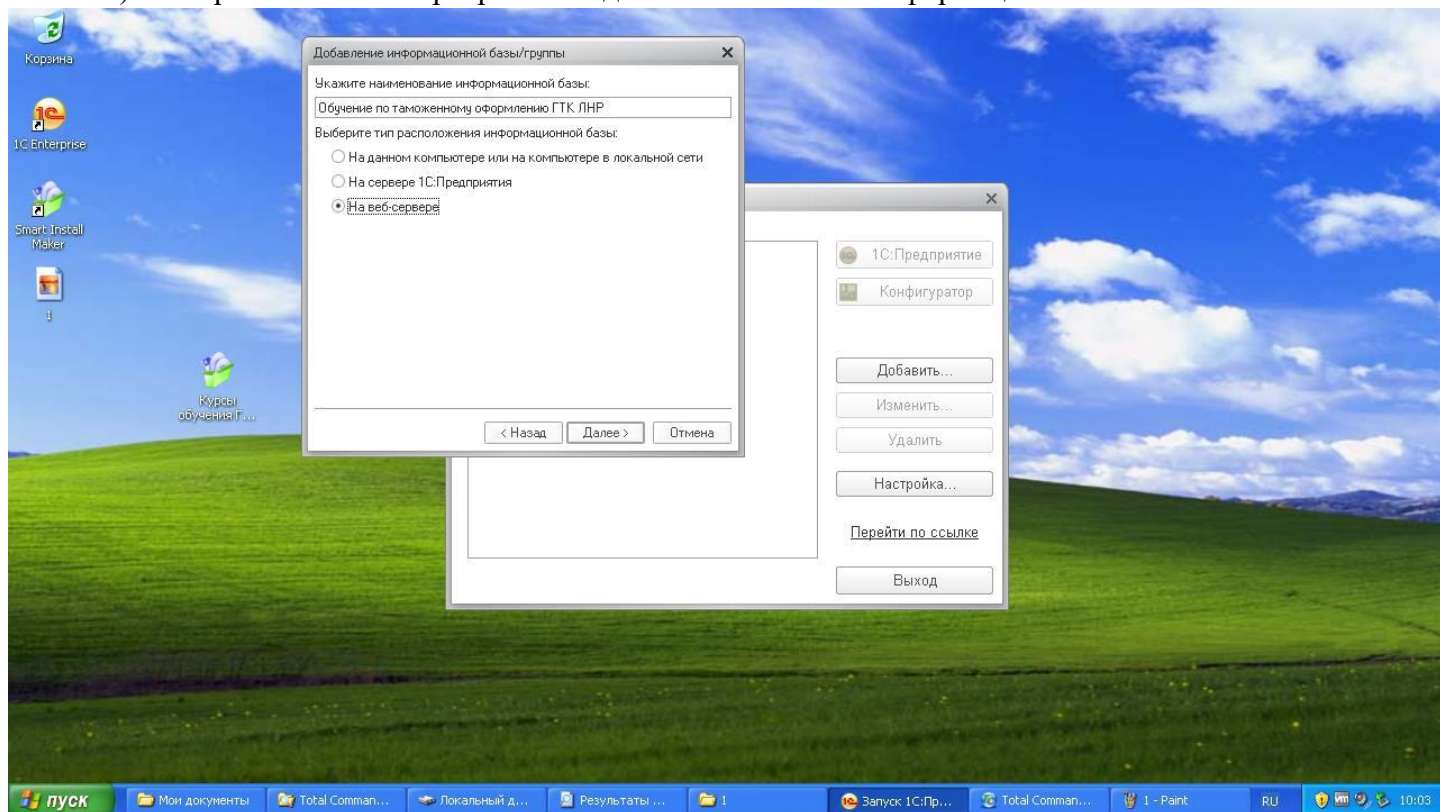 Корзина
1C Enterprise
Smart Install
Maker
1
Курсы
обучения Г...
Добавление информационной базы/группы
Укажите наименование информационной базы:
Обучение по таможенному оформлению ГТК ЛНР
Выберите тип расположения информационной базы:
На данном компьютере или на компьютере в локальной сети
На сервере 1С:Предприятия
На веб-сервере
< Назад
Далее >
Отмена
1С:Предприятие
Конфигуратор
Добавить...
Изменить...
Удалить
Настройка...
Перейти по ссылке
Выход
пуск
Мои документы
Total Comman...
Локальный д...
Результаты ...
1
Запуск 1С:Пр...
Total Comman...
1 - Paint
RU
10:03